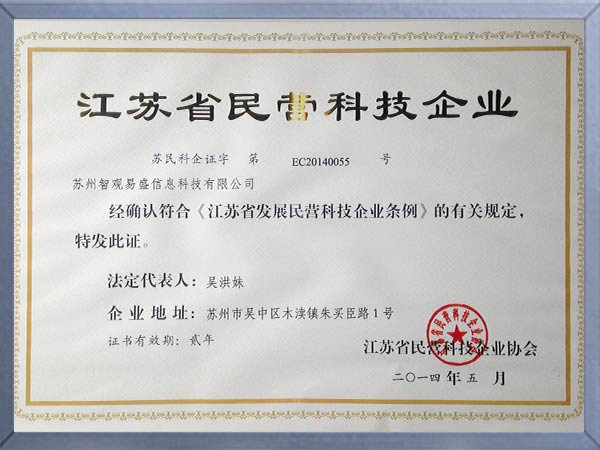 江苏省民营科技企业
苏民科企证字 第 EC20140055 号
苏州智观易盛信息科技有限公司
经确认符合《江苏省发展民营科技企业条例》的有关规定，
特发此证。
法定代表人：吴洪妹
企业地址：苏州市吴中区木渎镇朱买臣路1号
证书有效期：贰年
江苏省民营科技企业协会
二〇一四年五月